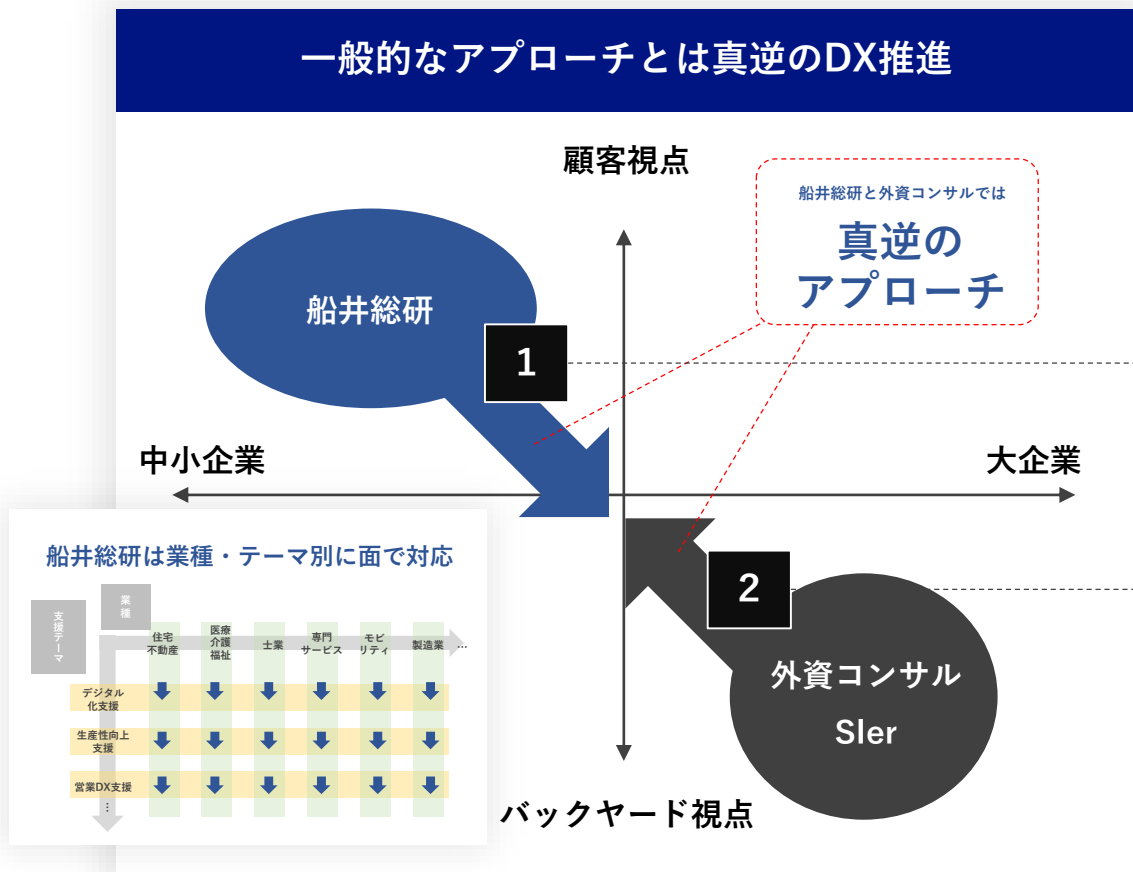 一般的なアプローチとは真逆のDX推進
顧客視点
船井総研と外資コンサルでは
真逆の
アプローチ
船井総研
1
中小企業
大企業
2
外資コンサル
SIer
バックヤード視点
船井総研は業種・テーマ別に面で対応
業種
支援テーマ
住宅
不動産
医療
介護
福祉
士業
専門
サービス
モビ
リティ
製造業
…
デジタル
化支援
生産性向上
支援
営業DX支援
⋮